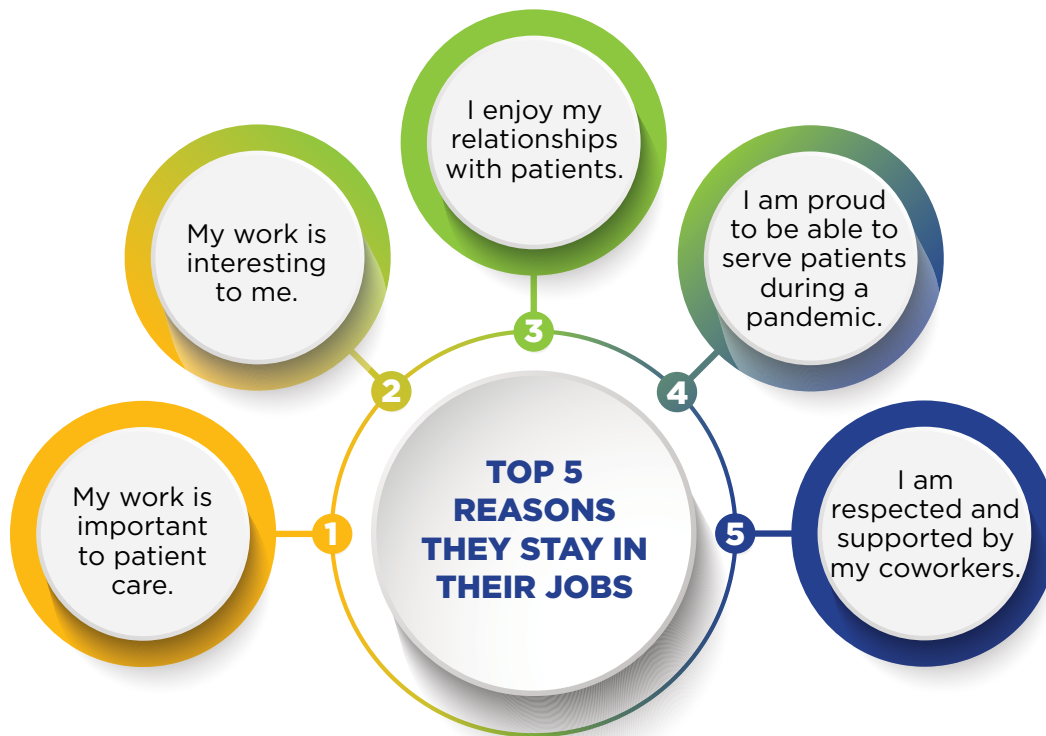 TOP 5
REASONS
THEY STAY IN
THEIR JOBS
1
My work is
important
to patient
care.
2
My work is
interesting
to me.
3
I enjoy my
relationships
with patients.
4
I am proud
to be able to
serve patients
during a
pandemic.
5
I am
respected and
supported by
my coworkers.